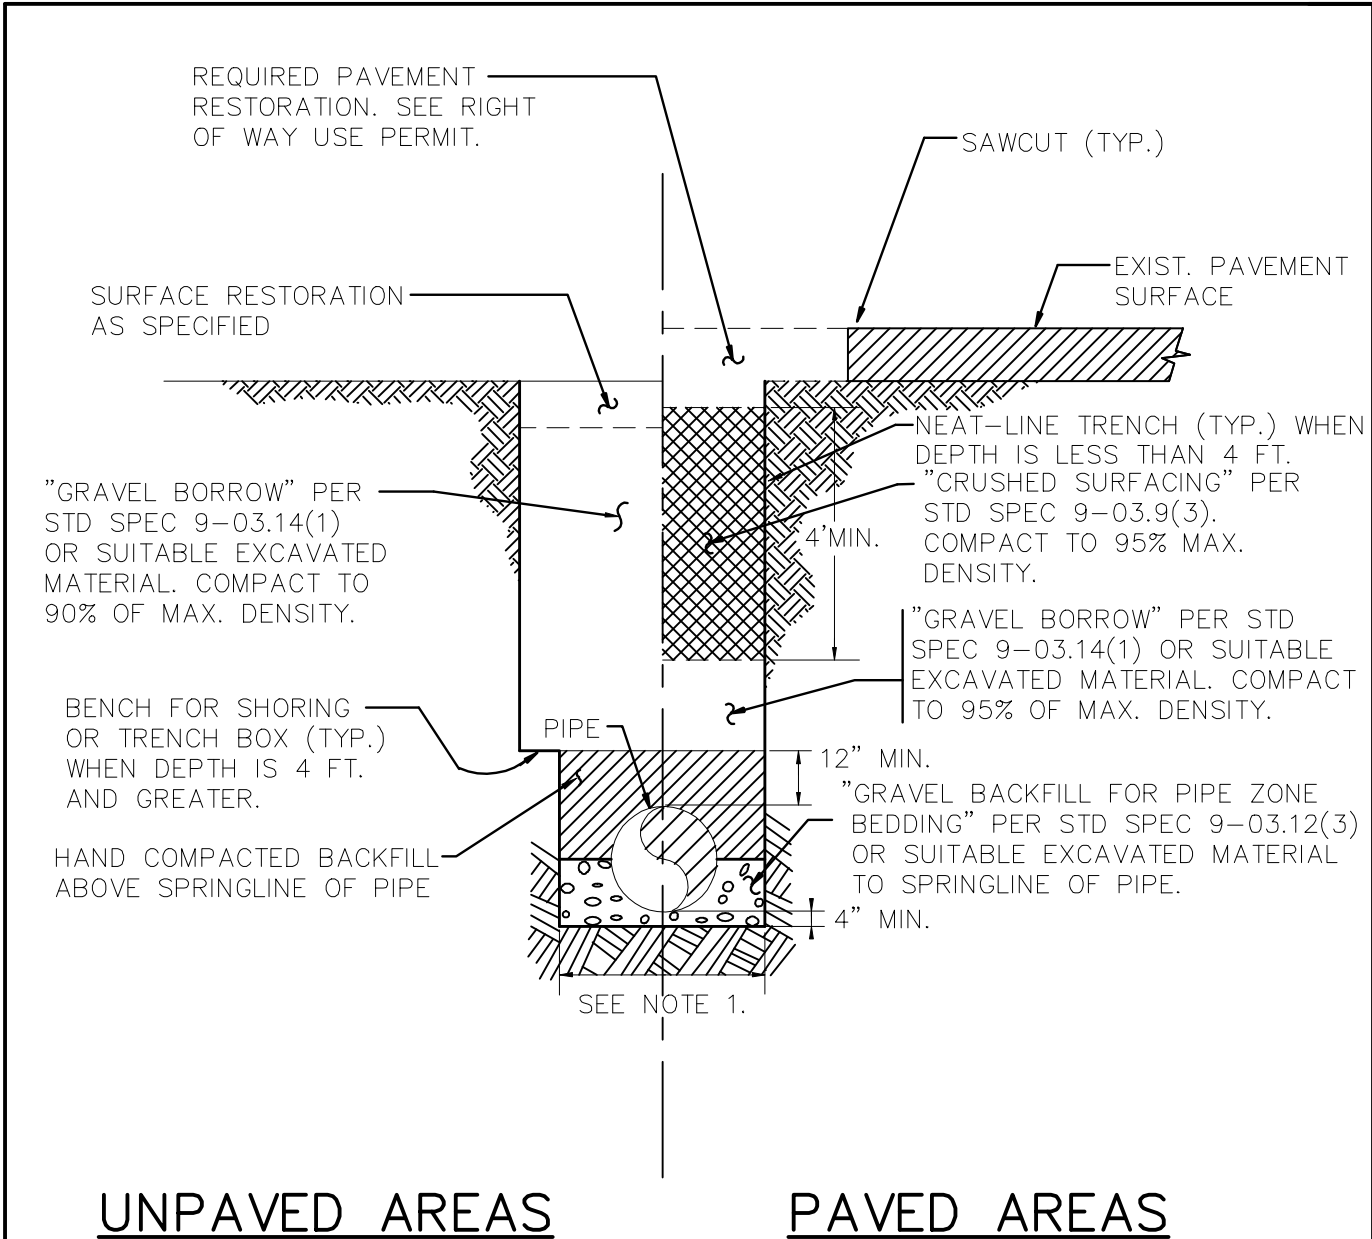 REQUIRED PAVEMENT
RESTORATION. SEE RIGHT
OF WAY USE PERMIT.
SAWCUT (TYP.)
EXIST. PAVEMENT
SURFACE
SURFACE RESTORATION
AS SPECIFIED
NEAT-LINE TRENCH (TYP.) WHEN
DEPTH IS LESS THAN 4 FT.
"CRUSHED SURFACING" PER
STD SPEC 9-03.9(3).
COMPACT TO 95% MAX.
DENSITY.
4'MIN.
"GRAVEL BORROW" PER
STD SPEC 9-03.14(1)
OR SUITABLE EXCAVATED
MATERIAL. COMPACT TO
90% OF MAX. DENSITY.
"GRAVEL BORROW" PER STD
SPEC 9-03.14(1) OR SUITABLE
EXCAVATED MATERIAL. COMPACT
TO 95% OF MAX. DENSITY.
BENCH FOR SHORING
OR TRENCH BOX (TYP.)
WHEN DEPTH IS 4 FT.
AND GREATER.
PIPE
12" MIN.
"GRAVEL BACKFILL FOR PIPE ZONE
BEDDING" PER STD SPEC 9-03.12(3)
OR SUITABLE EXCAVATED MATERIAL
TO SPRINGLINE OF PIPE.
HAND COMPACTED BACKFILL
ABOVE SPRINGLINE OF PIPE
4" MIN.
SEE NOTE 1.
UNPAVED AREAS
PAVED AREAS